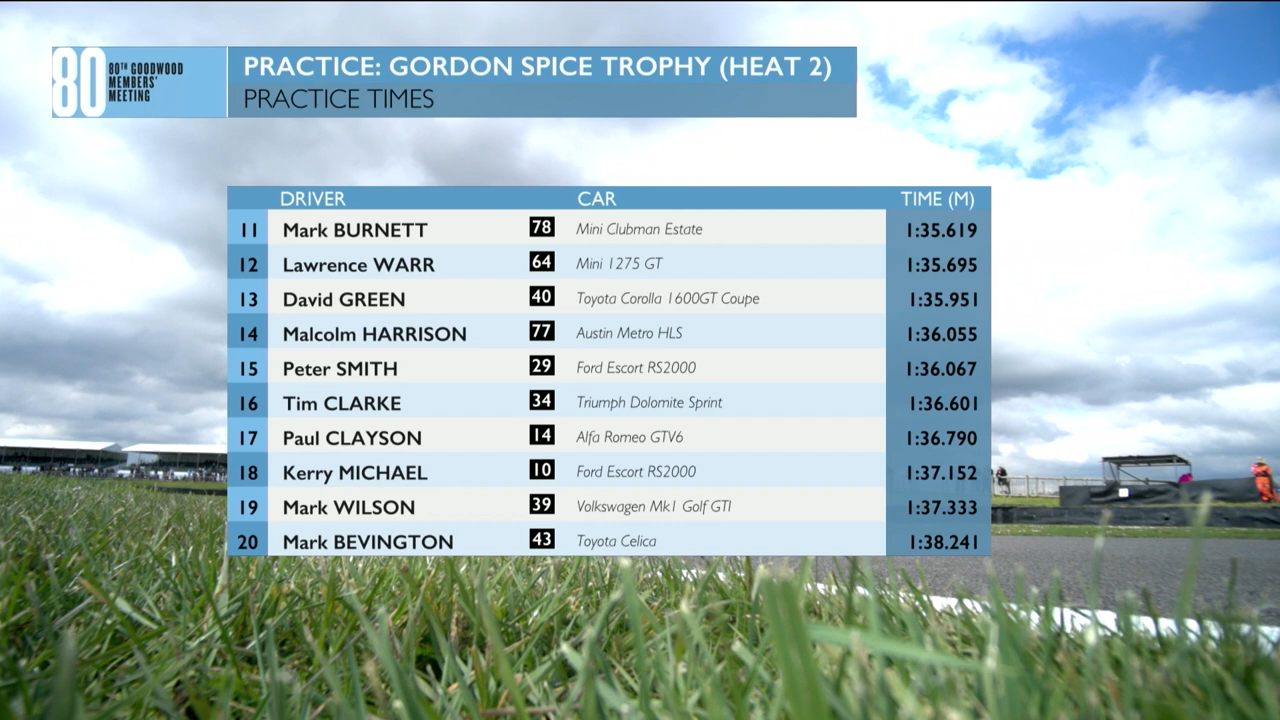 80 80TH GOODWOOD
MEMBERS'
MEETING
PRACTICE: GORDON SPICE TROPHY (HEAT 2)
PRACTICE TIMES
DRIVER CAR TIME (M)
11 Mark BURNETT 78 Mini Clubman Estate 1:35.619
12 Lawrence WARR 64 Mini 1275 GT 1:35.695
13 David GREEN 40 Toyota Corolla 1600GT Coupe 1:35.951
14 Malcolm HARRISON 77 Austin Metro HLS 1:36.055
15 Peter SMITH 29 Ford Escort RS2000 1:36.067
16 Tim CLARKE 34 Triumph Dolomite Sprint 1:36.601
17 Paul CLAYSON 14 Alfa Romeo GTV6 1:36.790
18 Kerry MICHAEL 10 Ford Escort RS2000 1:37.152
19 Mark WILSON 39 Volkswagen Mk1 Golf GTI 1:37.333
20 Mark BEVINGTON 43 Toyota Celica 1:38.241